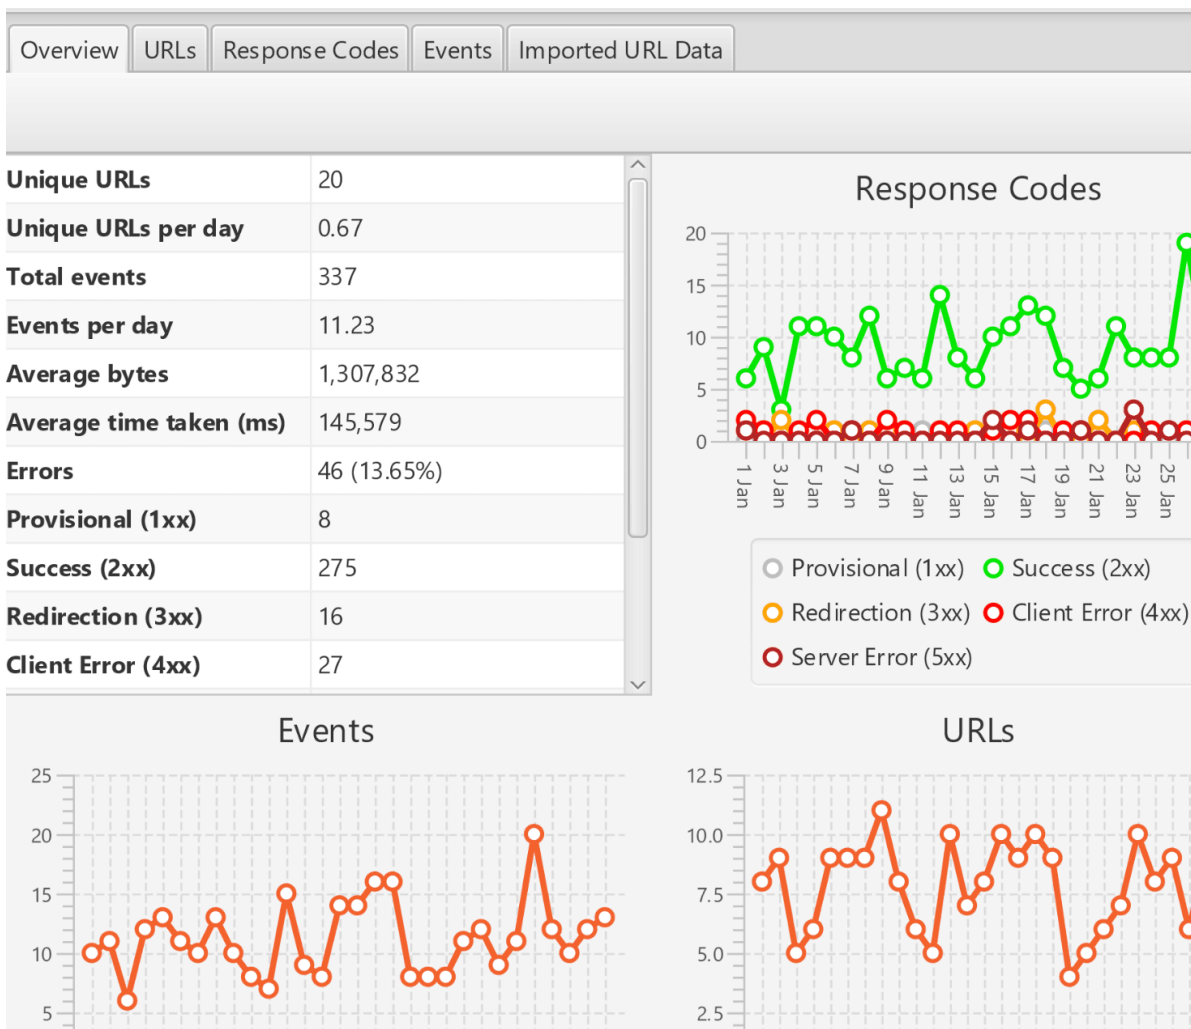 Overview URLs Response Codes Events Imported URL Data
Unique URLs 20
Unique URLs per day 0.67
Total events 337
Events per day 11.23
Average bytes 1,307,832
Average time taken (ms) 145,579
Errors 46 (13.65%)
Provisional (1xx) 8
Success (2xx) 275
Redirection (3xx) 16
Client Error (4xx) 27
Response Codes
20
15
10
5
0
1 Jan 3 Jan 5 Jan 7 Jan 9 Jan 11 Jan 13 Jan 15 Jan 17 Jan 19 Jan 21 Jan 23 Jan 25 Jan
Provisional (1xx) Success (2xx)
Redirection (3xx) Client Error (4xx)
Server Error (5xx)
Events
25
20
15
10
5
URLs
12.5
10.0
7.5
5.0
2.5